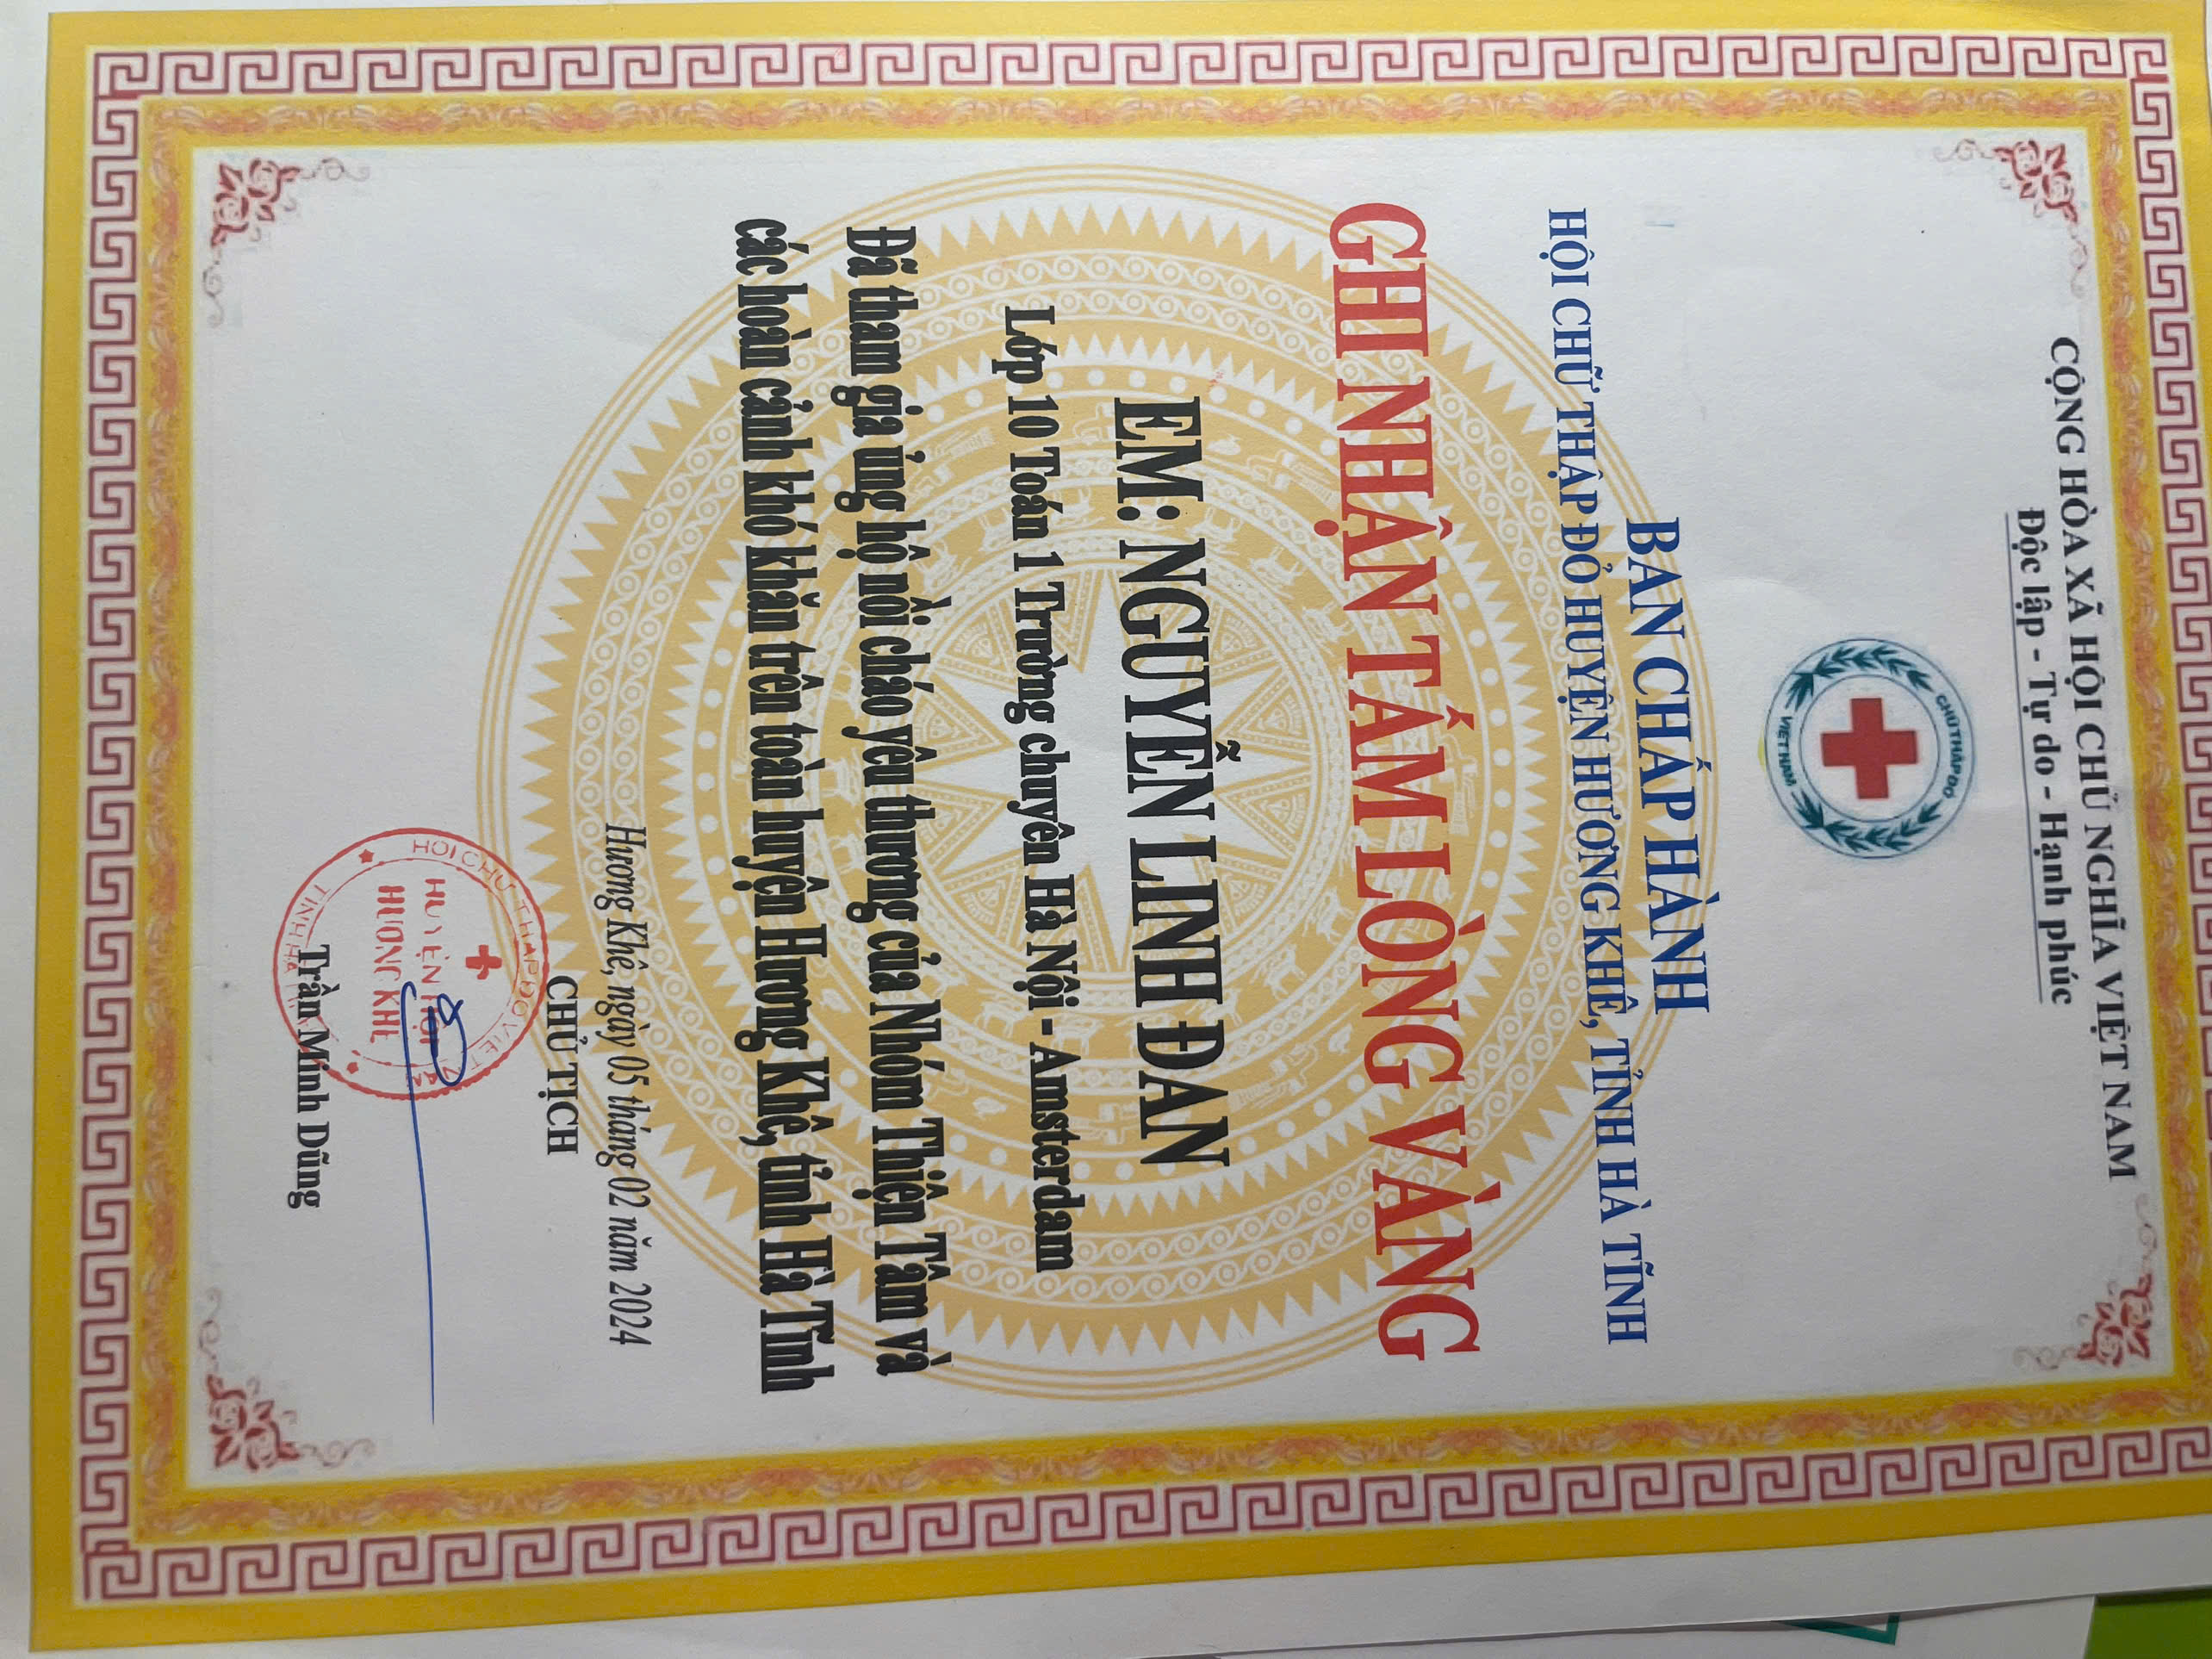 CỘNG HÒA XÃ HỘI CHỦ NGHĨA VIỆT NAM
Độc lập - Tự do - Hạnh phúc
CHỮ THẬP ĐỎ
VIỆT NAM
BAN CHẤP HÀNH
HỘI CHỮ THẬP ĐỎ HUYỆN HƯƠNG KHÊ, TỈNH HÀ TĨNH
GHI NHẬN TẤM LÒNG VÀNG
EM: NGUYỄN LINH ĐAN
Lớp 10 Toán 1 Trường chuyên Hà Nội - Amsterdam
Đã tham gia ủng hộ nồi cháo yêu thương của Nhóm Thiện Tâm và
các hoàn cảnh khó khăn trên toàn huyện Hương Khê, tỉnh Hà Tĩnh
Hương Khê, ngày 05 tháng 02 năm 2024
CHỦ TỊCH
HỘI CHỮ THẬP ĐỎ VIỆT NAM
HUYỆN HỘI
HƯƠNG KHÊ
TỈNH HÀ
Trần Minh Dũng